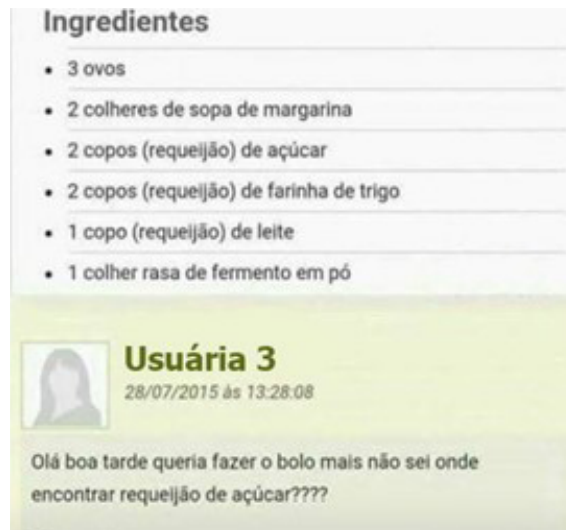 Ingredientes
• 3 ovos
• 2 colheres de sopa de margarina
• 2 copos (requeijão) de açúcar
• 2 copos (requeijão) de farinha de trigo
• 1 copo (requeijão) de leite
• 1 colher rasa de fermento em pó
Usuária 3
28/07/2015 às 13:28:08
Olá boa tarde queria fazer o bolo mais não sei onde
encontrar requeijão de açúcar????